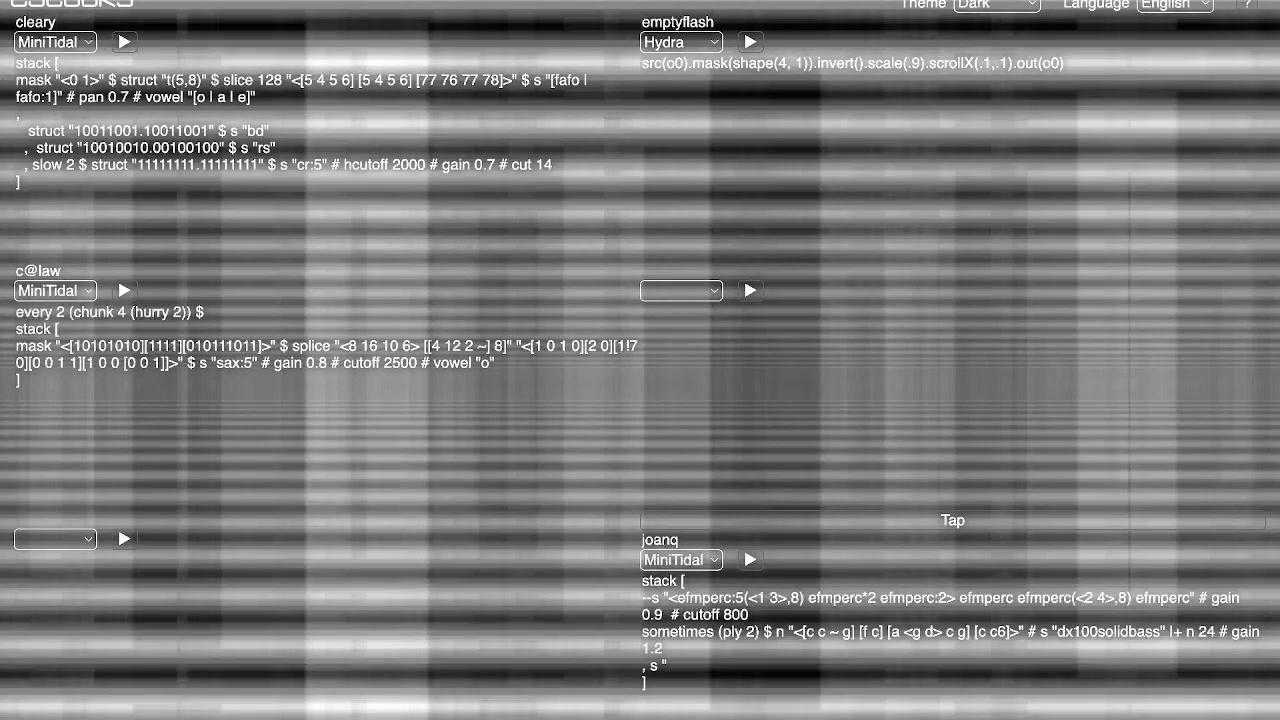 Theme Dark Language English ?
cleary
MiniTidal
stack [
mask "<0 1>" $ struct "t(5,8)" $ slice 128 "<[5 4 5 6] [5 4 5 6] [77 76 77 78]>" $ s "[fafo |
fafo:1]" # pan 0.7 # vowel "[o | a | e]"
,
struct "10011001.10011001" $ s "bd"
, struct "10010010.00100100" $ s "rs"
, slow 2 $ struct "11111111.11111111" $ s "cr:5" # hcutoff 2000 # gain 0.7 # cut 14
]
emptyflash
Hydra
src(o0).mask(shape(4, 1)).invert().scale(.9).scrollX(.1,.1).out(o0)
c@law
MiniTidal
every 2 (chunk 4 (hurry 2)) $
stack [
mask "<[10101010][1111][010111011]>" $ splice "<8 16 10 6> [[4 12 2 ~] 8]" "<[1 0 1 0][2 0][1!7
0][0 0 1 1][1 0 0 [0 0 1]]>" $ s "sax:5" # gain 0.8 # cutoff 2500 # vowel "o"
]
Tap
joanq
MiniTidal
stack [
--s "<efmperc:5(<1 3>,8) efmperc*2 efmperc:2> efmperc efmperc(<2 4>,8) efmperc" # gain
0.9 # cutoff 800
sometimes (ply 2) $ n "<[c c ~ g] [f c] [a <g d> c g] [c c6]>" # s "dx100solidbass" |+ n 24 # gain
1.2
, s "
]